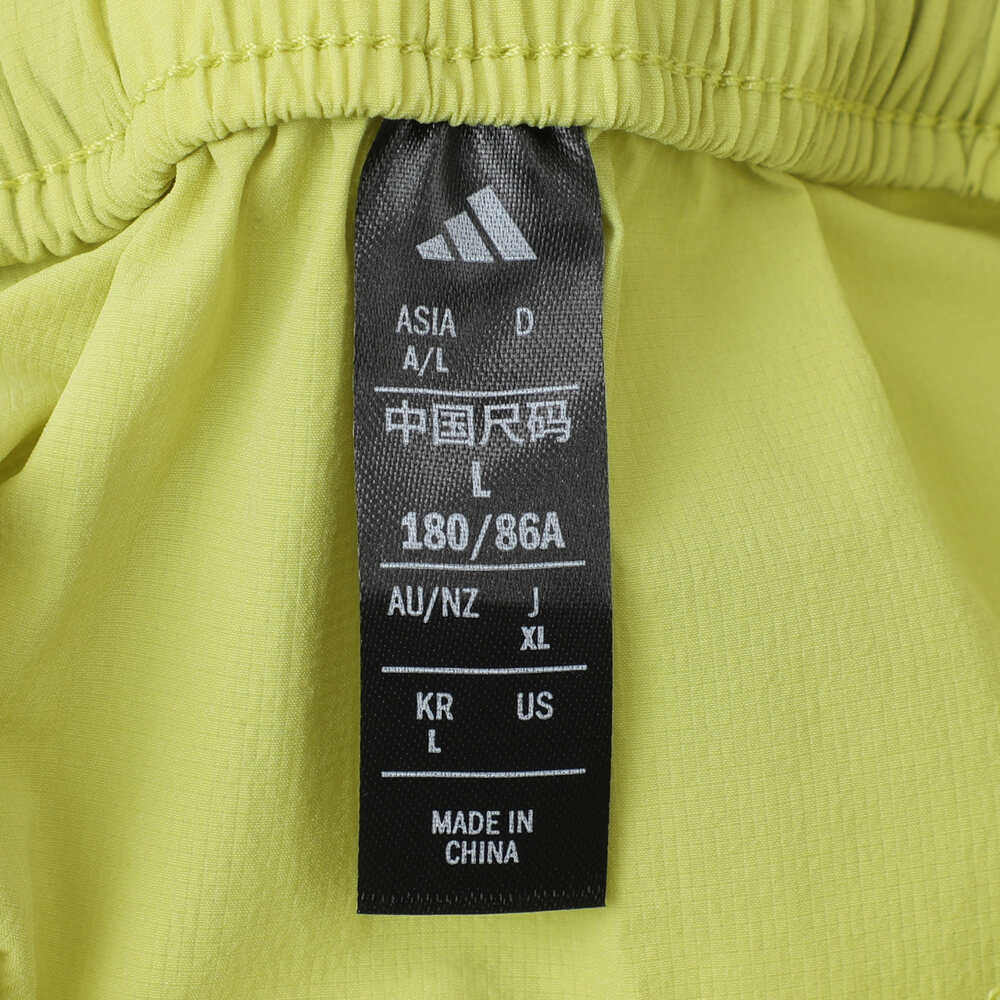 ASIA D
A/L
中国尺码
L
180/86A
AU/NZ J
XL
KR US
L
MADE IN
CHINA